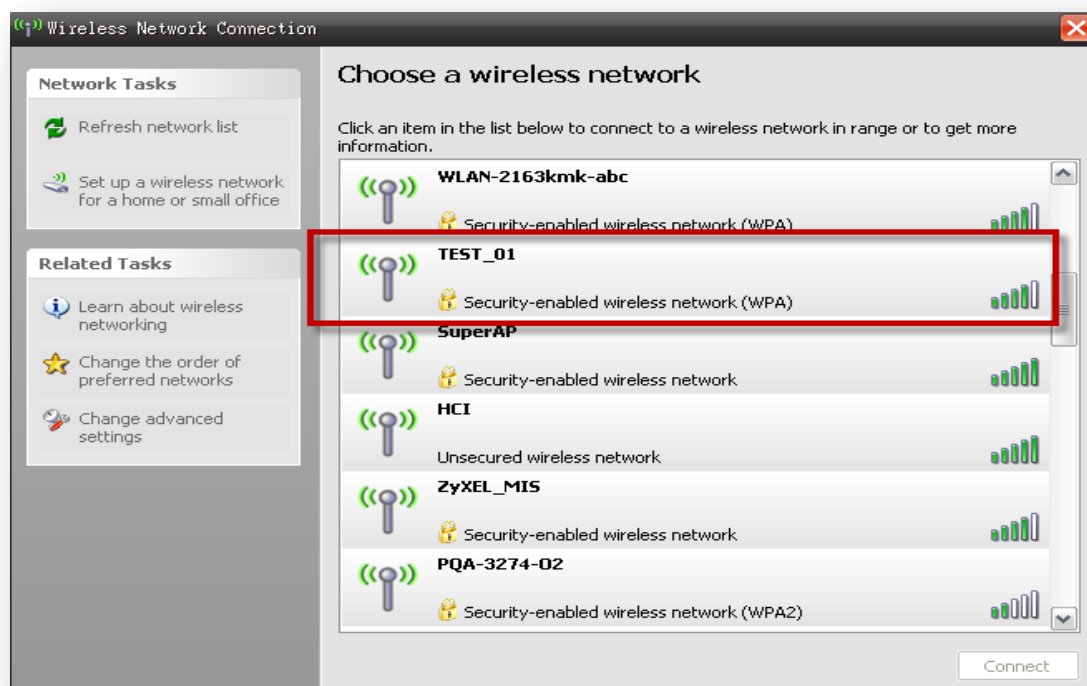 Wireless Network Connection
Network Tasks
Refresh network list
Set up a wireless network
for a home or small office
Related Tasks
Learn about wireless
networking
Change the order of
preferred networks
Change advanced
settings
Choose a wireless network
Click an item in the list below to connect to a wireless network in range or to get more
information.
WLAN-2163kmk-abc
Security-enabled wireless network (WPA)
TEST_01
Security-enabled wireless network (WPA)
SuperAP
Security-enabled wireless network
HCI
Unsecured wireless network
ZyXEL_MIS
Security-enabled wireless network
PQA-3274-02
Security-enabled wireless network (WPA2)
Connect